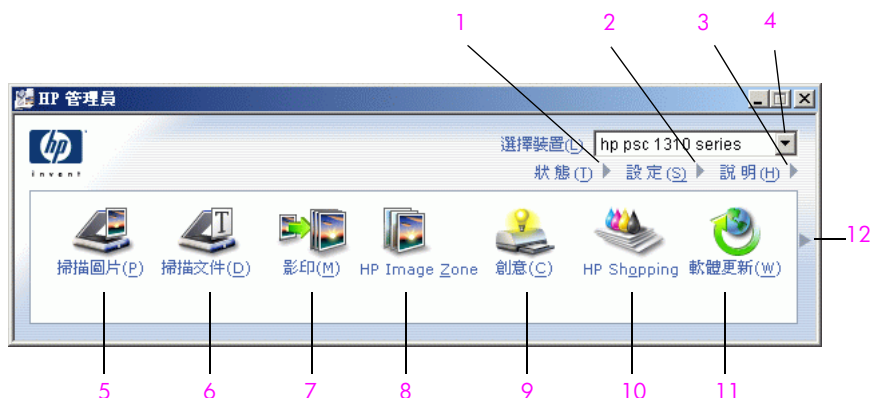 1 2 3 4
HP 管理員
hp
invent
選擇裝置(L) hp psc 1310 series
狀態(T) 設定(S) 說明(H)
12
掃描圖片(P) 掃描文件(D) 影印(M) HP Image Zone 創意(C) HP Shopping 軟體更新(W)
5 6 7 8 9 10 11